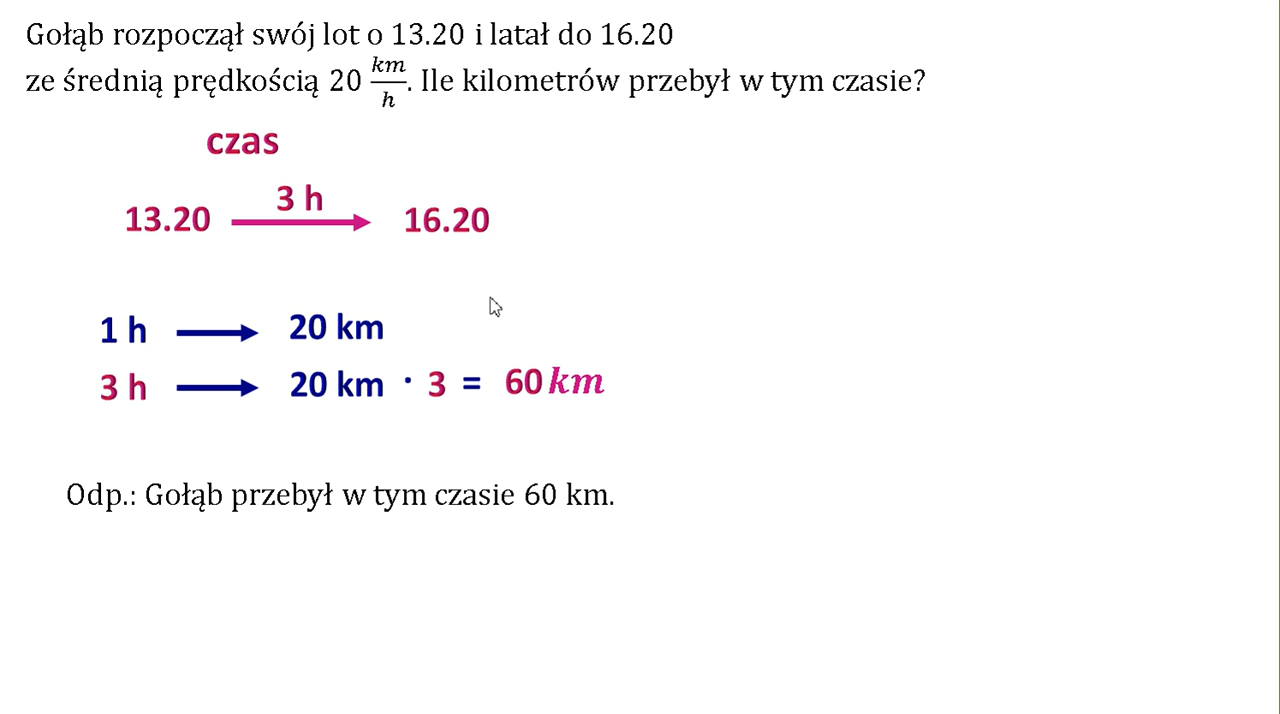 Gołąb rozpoczął swój lot o 13.20 i latał do 16.20
ze średnią prędkością 20 km/h. Ile kilometrów przebył w tym czasie?
czas
3 h
13.20 → 16.20
1 h → 20 km
3 h → 20 km · 3 = 60 km
Odp.: Gołąb przebył w tym czasie 60 km.